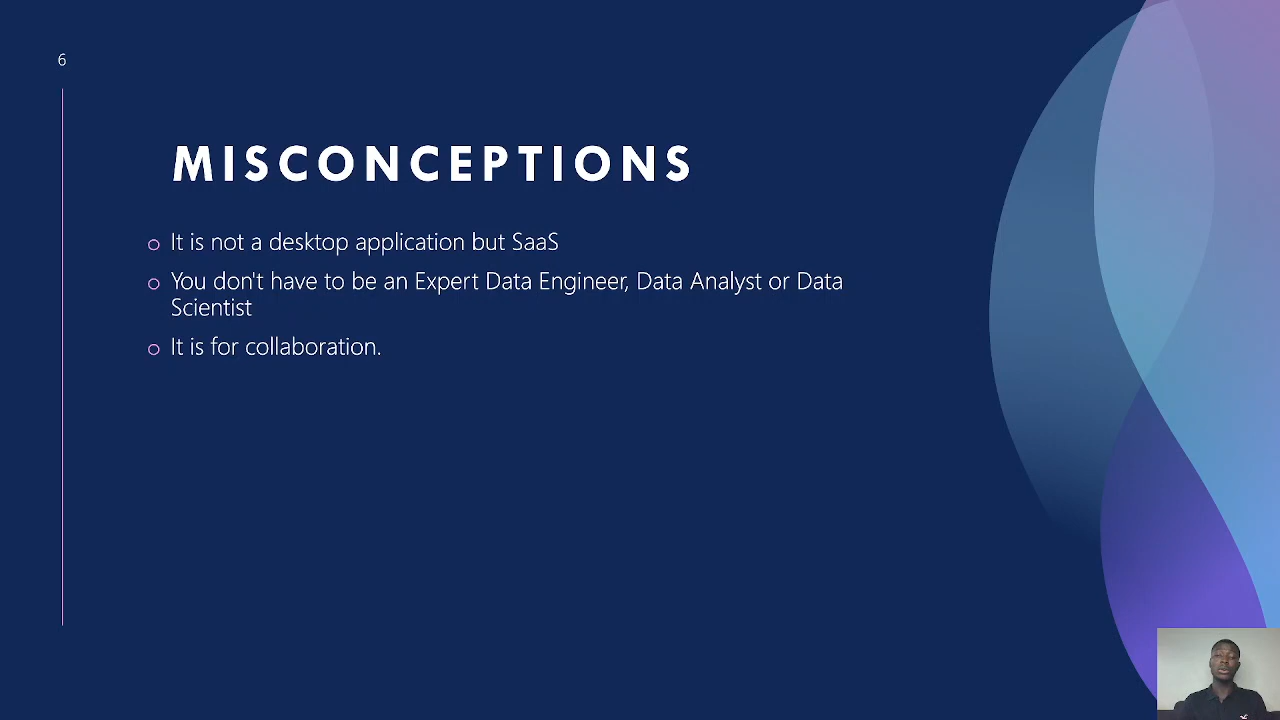 6
MISCONCEPTIONS
It is not a desktop application but SaaS
You don't have to be an Expert Data Engineer, Data Analyst or Data
Scientist
It is for collaboration.